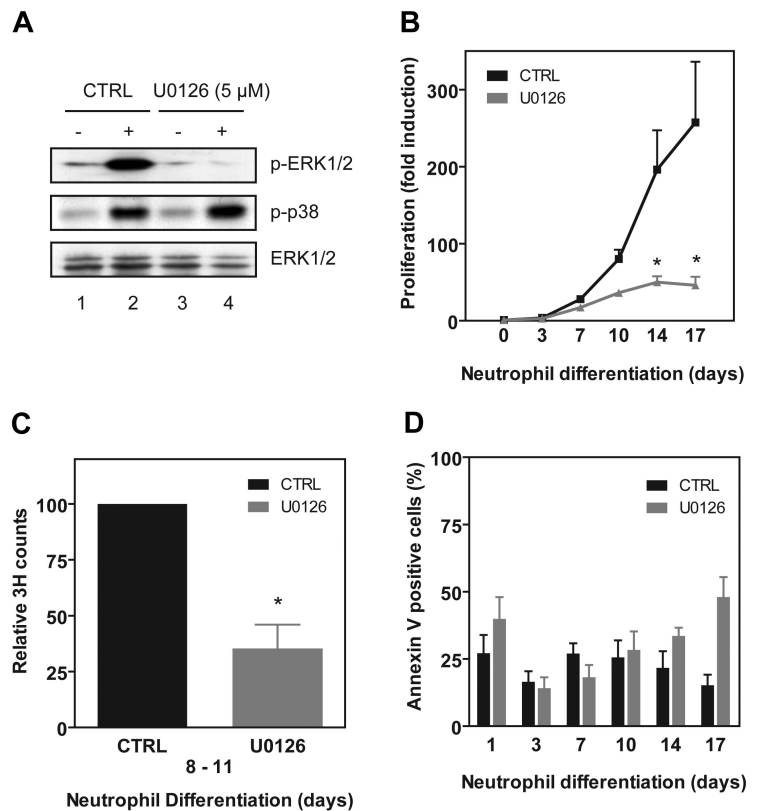 A
CTRL U0126 (5 µM)
- + - +
p-ERK1/2
p-p38
ERK1/2
1 2 3 4
B
Proliferation (fold induction)
300
200
100
0
CTRL
U0126
* *
0 3 7 10 14 17
Neutrophil differentiation (days)
C
Relative 3H counts
100
75
50
25
0
CTRL
U0126
*
CTRL U0126
8 - 11
Neutrophil Differentiation (days)
D
Annexin V positive cells (%)
100
75
50
25
0
CTRL
U0126
1 3 7 10 14 17
Neutrophil differentiation (days)